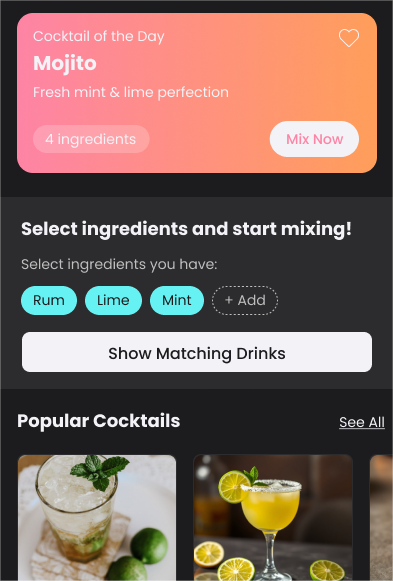 Cocktail of the Day
Mojito
Fresh mint & lime perfection
4 ingredients
Mix Now
Select ingredients and start mixing!
Select ingredients you have:
Rum
Lime
Mint
+ Add
Show Matching Drinks
Popular Cocktails
See All